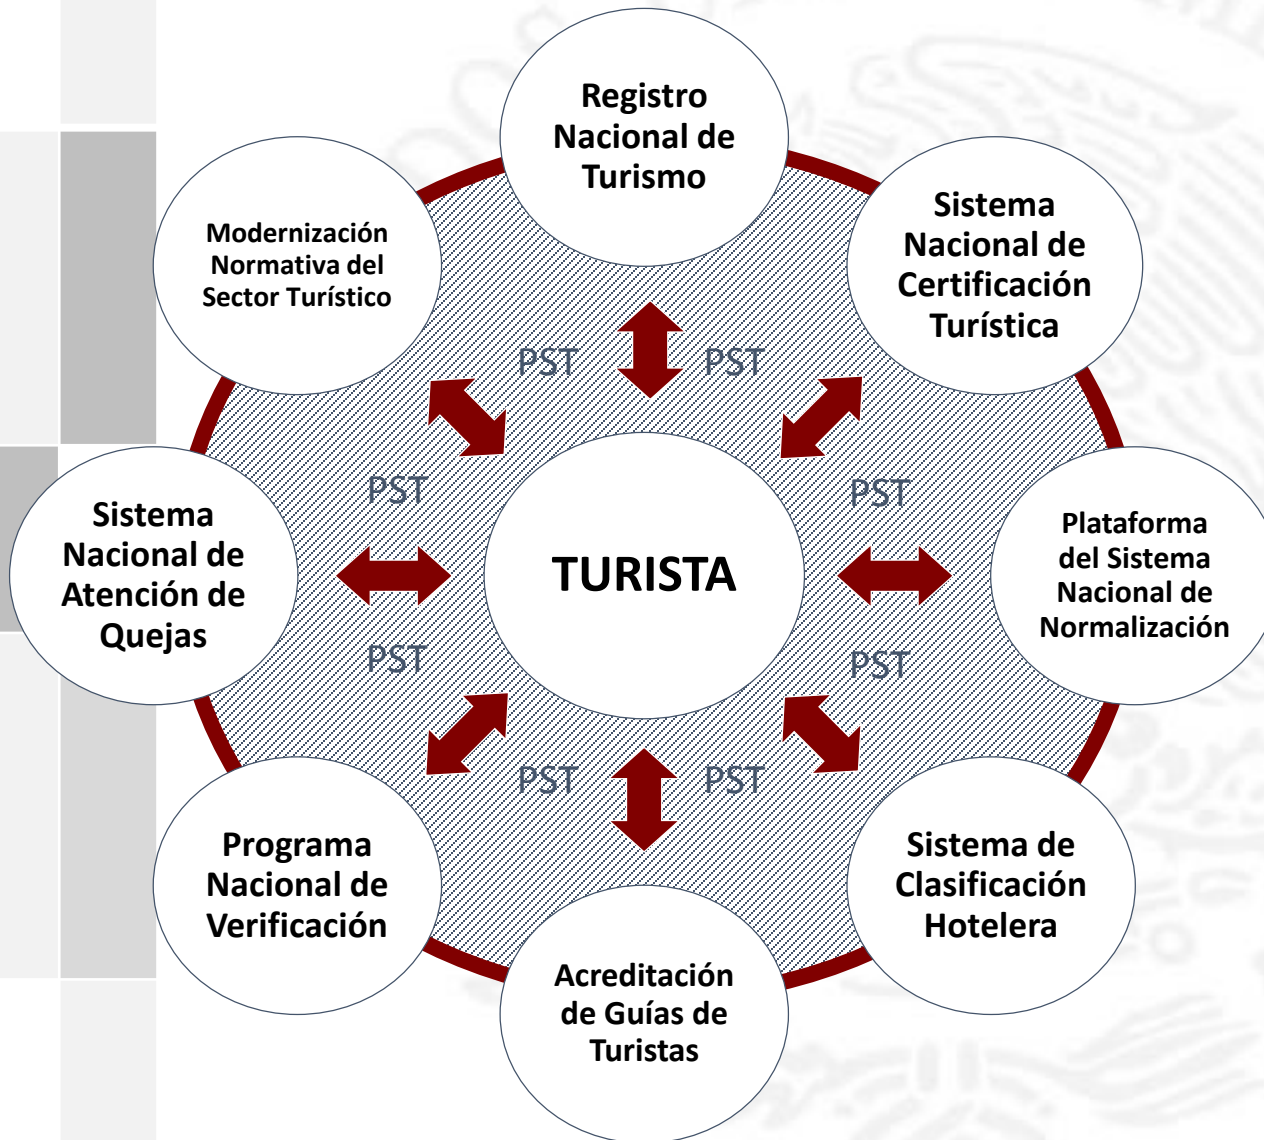 Registro
Nacional de
Turismo
Sistema
Nacional de
Certificación
Turística
Modernización
Normativa del
Sector Turístico
PST
PST
PST
PST
Sistema
Nacional de
Atención de
Quejas
TURISTA
Plataforma
del Sistema
Nacional de
Normalización
PST
PST
PST
PST
Programa
Nacional de
Verificación
Sistema de
Clasificación
Hotelera
Acreditación
de Guías de
Turistas